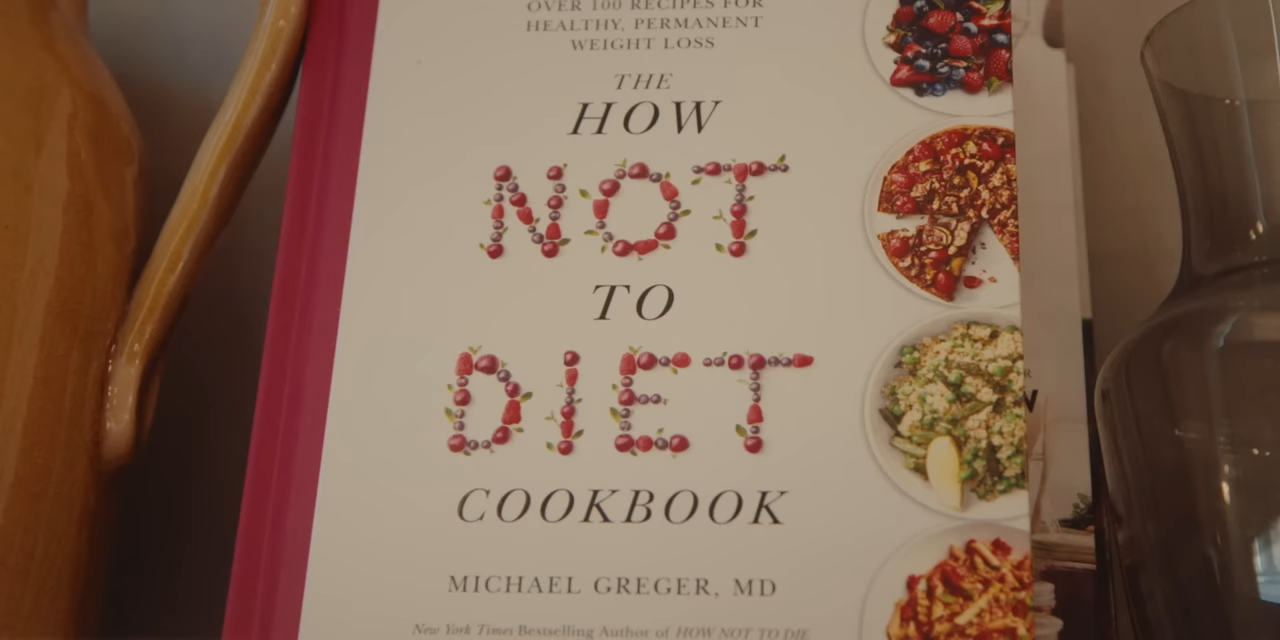 OVER 100 RECIPES FOR
HEALTHY, PERMANENT
WEIGHT LOSS
THE
HOW
NOT
TO
DIET
COOKBOOK
MICHAEL GREGER, MD
New York Times Bestselling Author of HOW NOT TO DIE